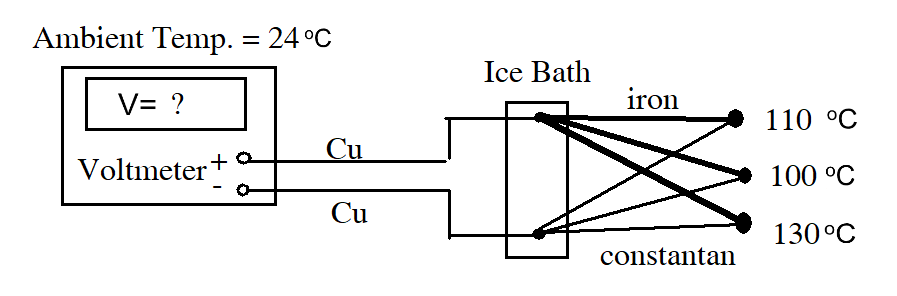 Ambient Temp. = 24 °C
Ice Bath
V= ?
iron
110 °C
Voltmeter + -
Cu
100 °C
Cu
130 °C
constantan